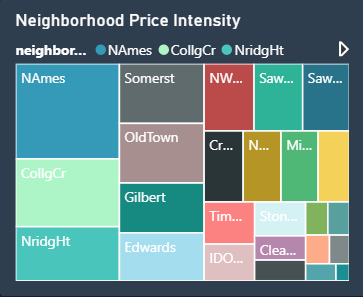 Neighborhood Price Intensity
neighbor... NAmes CollgCr NridgHt
NAmes
CollgCr
NridgHt
Somerst
OldTown
Gilbert
Edwards
NW... Saw... Saw...
Cr... N... Mi...
Tim... Ston...
IDO... Clea...